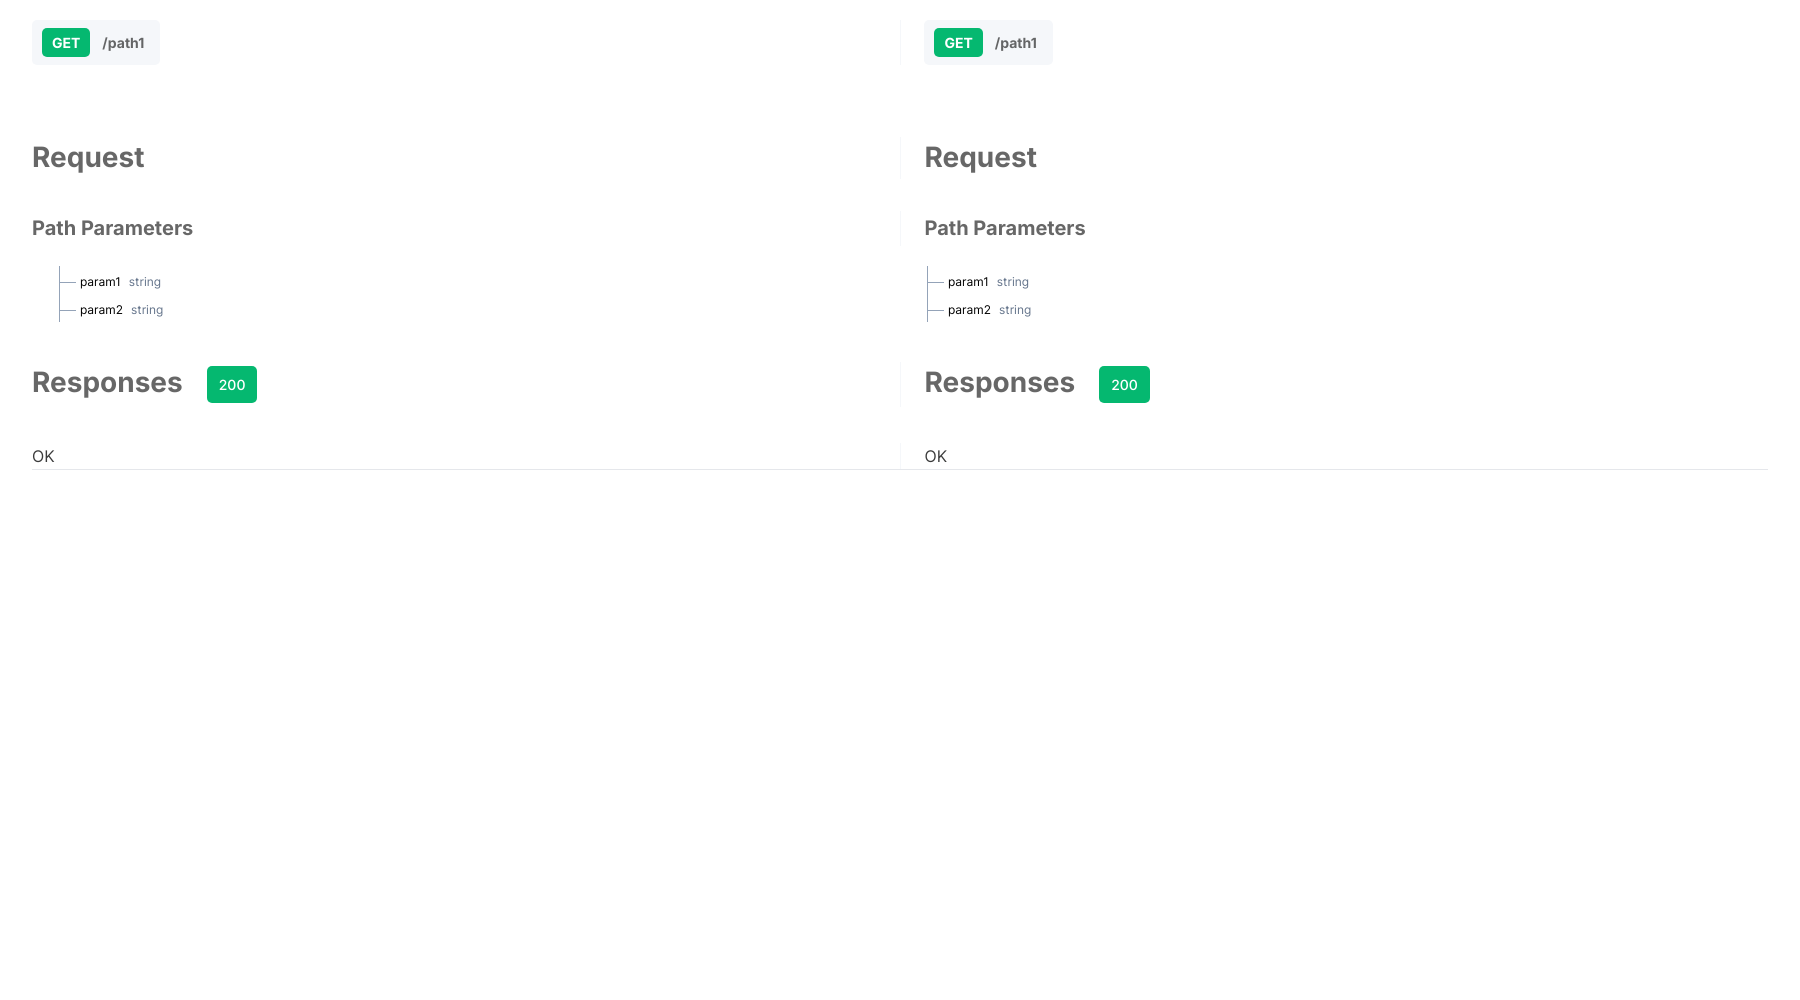 GET /path1
Request
Path Parameters
param1 string
param2 string
Responses 200
OK
GET /path1
Request
Path Parameters
param1 string
param2 string
Responses 200
OK